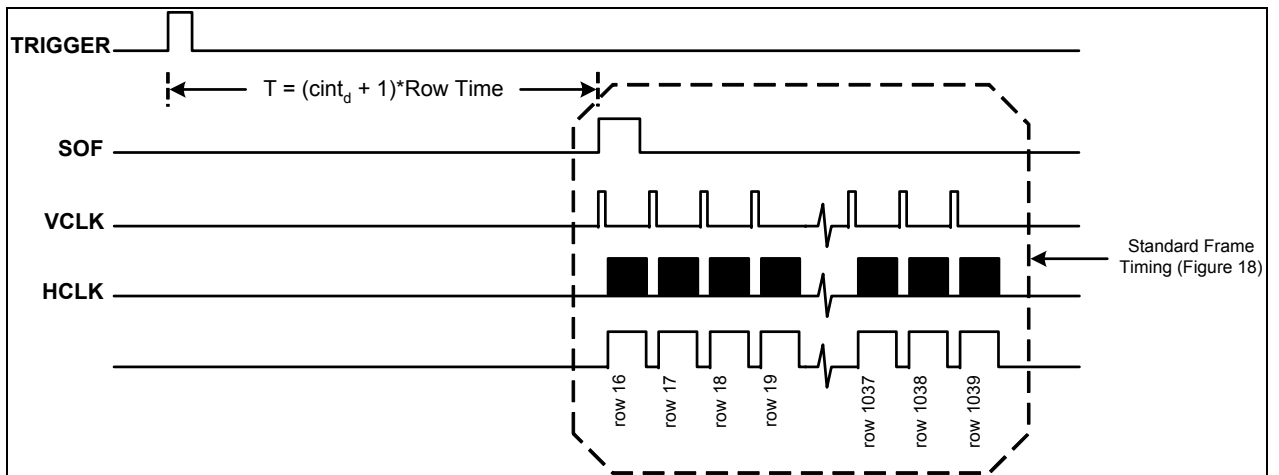 TRIGGER
T = (cint_d + 1)*Row Time
SOF
VCLK
Standard Frame
Timing (Figure 18)
HCLK
row 16
row 17
row 18
row 19
row 1037
row 1038
row 1039